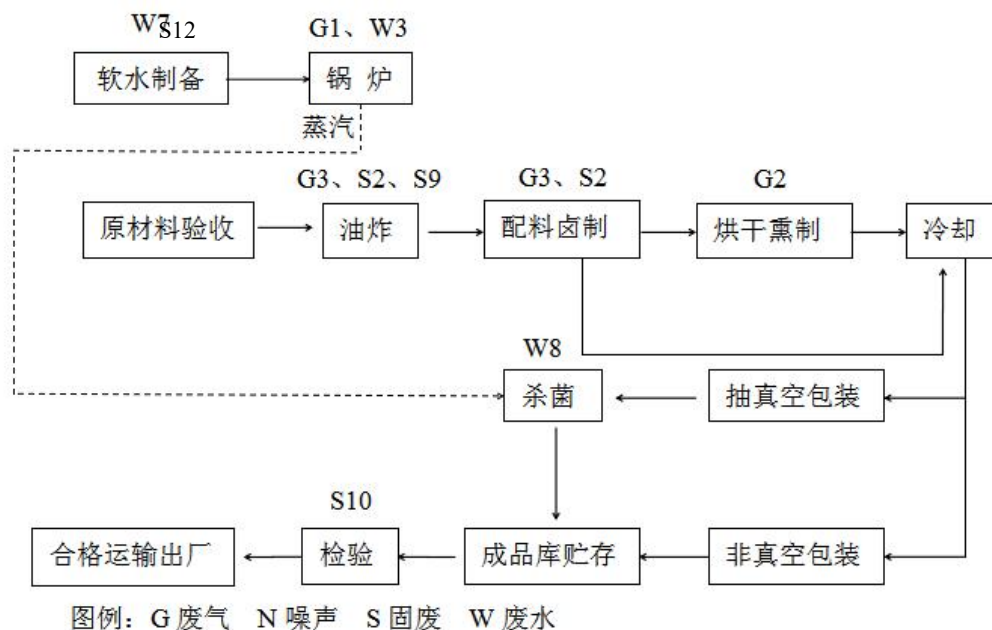 W7 S12
G1、W3
软水制备
锅 炉
蒸汽
G3、S2、S9
G3、S2
G2
原材料验收
油炸
配料卤制
烘干熏制
冷却
W8
杀菌
抽真空包装
S10
合格运输出厂
检验
成品库贮存
非真空包装
图例：G 废气 N 噪声 S 固废 W 废水